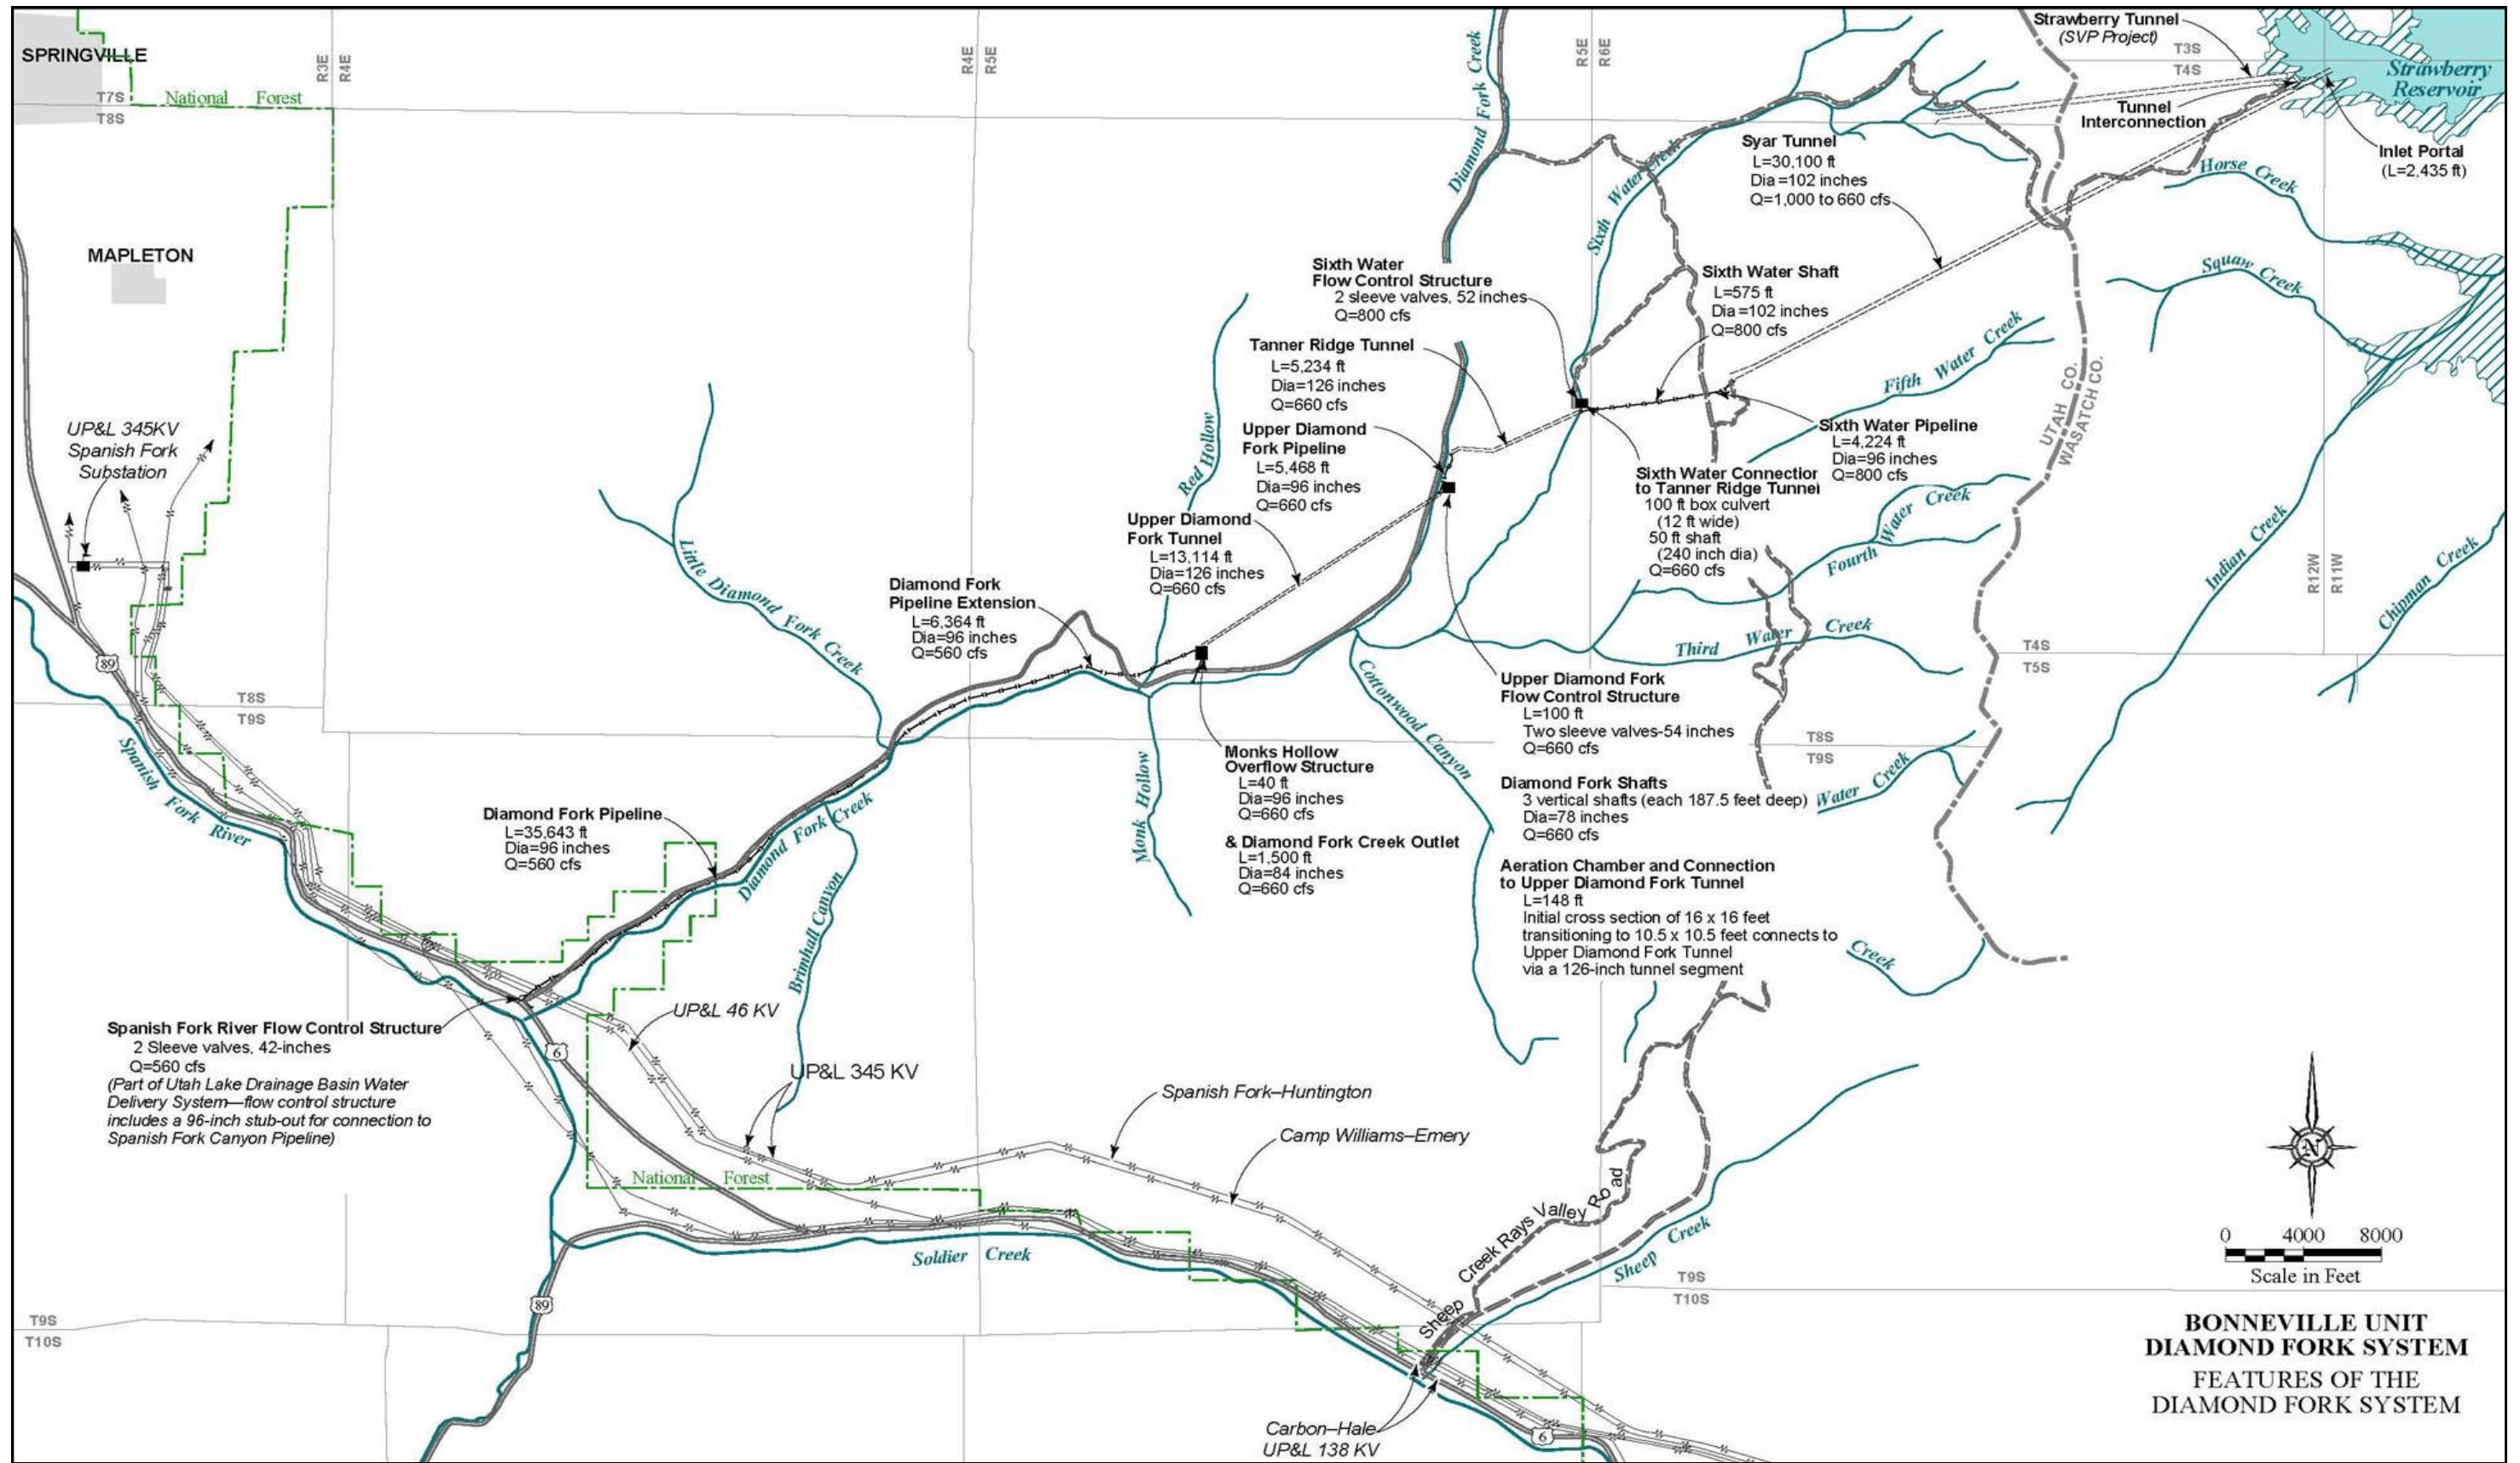 SPRINGVILLE
T7S
T8S
National Forest
R3E
R4E
R4E
R5E
Diamond Fork Creek
R5E
R6E
Strawberry Tunnel
(SVP Project)
T3S
T4S
Strawberry
Reservoir
Tunnel
Interconnection
Inlet Portal
(L=2,435 ft)
Horse Creek
Squaw Creek
Syar Tunnel
L=30,100 ft
Dia =102 inches
Q=1,000 to 660 cfs
Sixth Water Creek
MAPLETON
Sixth Water
Flow Control Structure
2 sleeve valves, 52 inches
Q=800 cfs
Sixth Water Shaft
L=575 ft
Dia =102 inches
Q=800 cfs
Tanner Ridge Tunnel
L=5,234 ft
Dia=126 inches
Q=660 cfs
Fifth Water Creek
UTAH CO.
WASATCH CO.
Upper Diamond
Fork Pipeline
L=5,468 ft
Dia=96 inches
Q=660 cfs
Sixth Water Pipeline
L=4,224 ft
Dia=96 inches
Q=800 cfs
Sixth Water Connection
to Tanner Ridge Tunnel
100 ft box culvert
(12 ft wide)
50 ft shaft
(240 inch dia)
Q=660 cfs
UP&L 345KV
Spanish Fork
Substation
Red Hollow
Upper Diamond
Fork Tunnel
L=13,114 ft
Dia=126 inches
Q=660 cfs
Fourth Water Creek
Indian Creek
R12W
R11W
Chipman Creek
Little Diamond Fork Creek
Diamond Fork
Pipeline Extension
L=6,364 ft
Dia=96 inches
Q=560 cfs
Third Water Creek
T4S
T5S
89
T8S
T9S
Cottonwood Canyon
Upper Diamond Fork
Flow Control Structure
L=100 ft
Two sleeve valves-54 inches
Q=660 cfs
T8S
T9S
Spanish Fork River
Monks Hollow
Overflow Structure
L=40 ft
Dia=96 inches
Q=660 cfs
& Diamond Fork Creek Outlet
L=1,500 ft
Dia=84 inches
Q=660 cfs
Monk Hollow
Diamond Fork Shafts
3 vertical shafts (each 187.5 feet deep)
Dia=78 inches
Q=660 cfs
Water Creek
Diamond Fork Pipeline
L=35,643 ft
Dia=96 inches
Q=560 cfs
Diamond Fork Creek
Brimhall Canyon
Aeration Chamber and Connection
to Upper Diamond Fork Tunnel
L=148 ft
Initial cross section of 16 x 16 feet
transitioning to 10.5 x 10.5 feet connects to
Upper Diamond Fork Tunnel
via a 126-inch tunnel segment
Creek
Spanish Fork River Flow Control Structure
2 Sleeve valves, 42-inches
Q=560 cfs
(Part of Utah Lake Drainage Basin Water
Delivery System—flow control structure
includes a 96-inch stub-out for connection to
Spanish Fork Canyon Pipeline)
UP&L 46 KV
6
UP&L 345 KV
Spanish Fork–Huntington
Camp Williams–Emery
National Forest
Sheep Creek Rays Valley Road
Sheep Creek
Soldier Creek
89
N
0 4000 8000
Scale in Feet
T9S
T10S
T9S
T10S
Carbon–Hale
UP&L 138 KV
6
BONNEVILLE UNIT
DIAMOND FORK SYSTEM
FEATURES OF THE
DIAMOND FORK SYSTEM